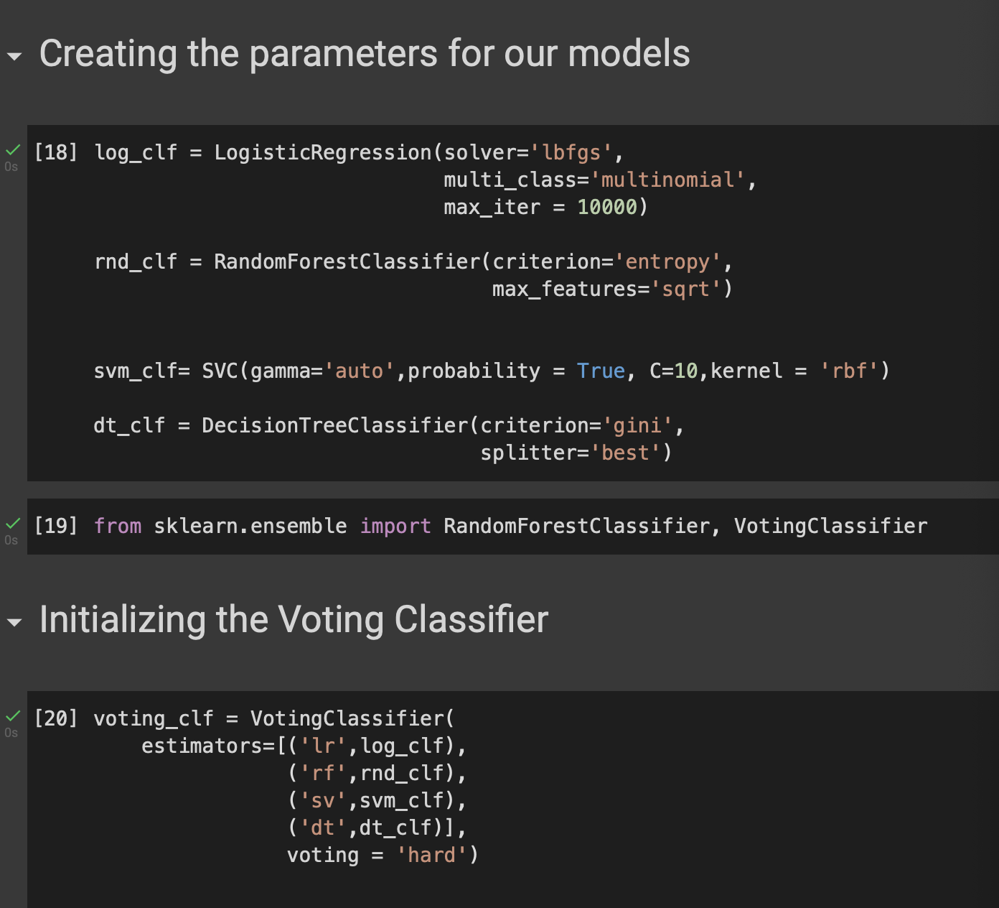 Creating the parameters for our models
[18] log_clf = LogisticRegression(solver='lbfgs',
multi_class='multinomial',
max_iter = 10000)
0s
rnd_clf = RandomForestClassifier(criterion='entropy',
max_features='sqrt')
svm_clf= SVC(gamma='auto',probability = True, C=10,kernel = 'rbf')
dt_clf = DecisionTreeClassifier(criterion='gini',
splitter='best')
[19] from sklearn.ensemble import RandomForestClassifier, VotingClassifier
0s
Initializing the Voting Classifier
[20] voting_clf = VotingClassifier(
0s
estimators=[('lr',log_clf),
('rf',rnd_clf),
('sv',svm_clf),
('dt',dt_clf)],
voting = 'hard')